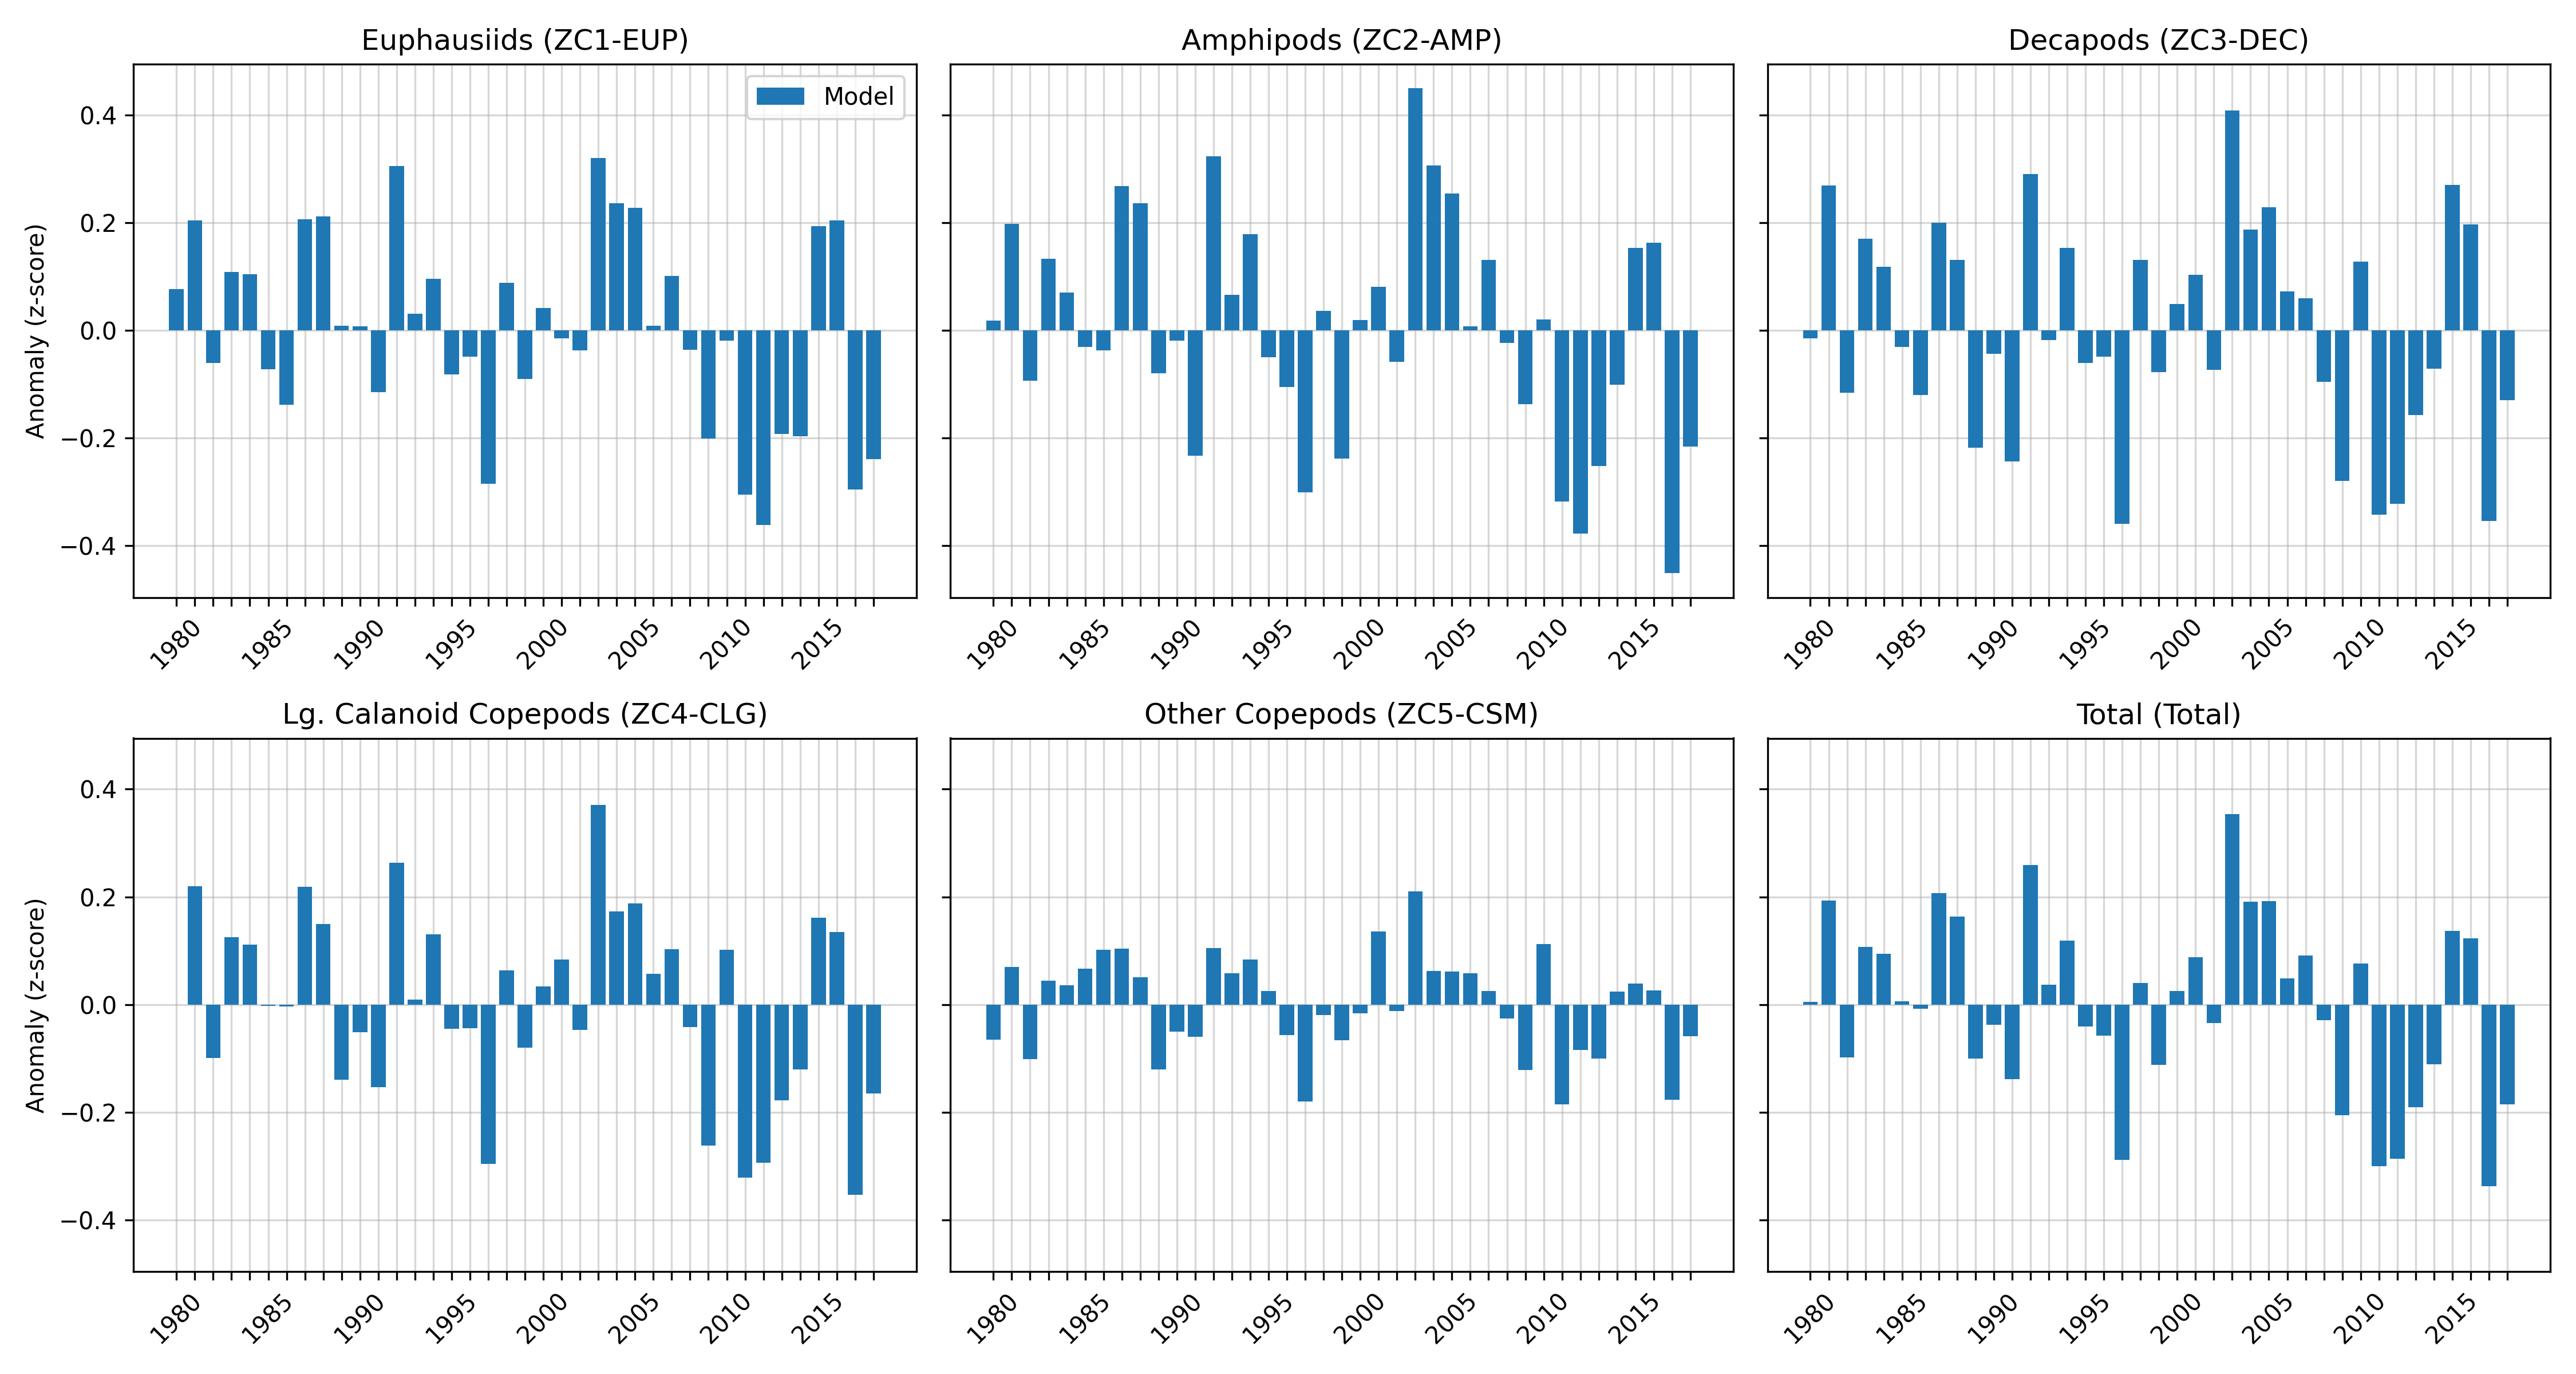 Euphausiids (ZC1-EUP)
Amphipods (ZC2-AMP)
Decapods (ZC3-DEC)
Model
Anomaly (z-score)
0.4
0.2
0.0
−0.2
−0.4
1980 1985 1990 1995 2000 2005 2010 2015
1980 1985 1990 1995 2000 2005 2010 2015
1980 1985 1990 1995 2000 2005 2010 2015
Lg. Calanoid Copepods (ZC4-CLG)
Other Copepods (ZC5-CSM)
Total (Total)
Anomaly (z-score)
0.4
0.2
0.0
−0.2
−0.4
1980 1985 1990 1995 2000 2005 2010 2015
1980 1985 1990 1995 2000 2005 2010 2015
1980 1985 1990 1995 2000 2005 2010 2015